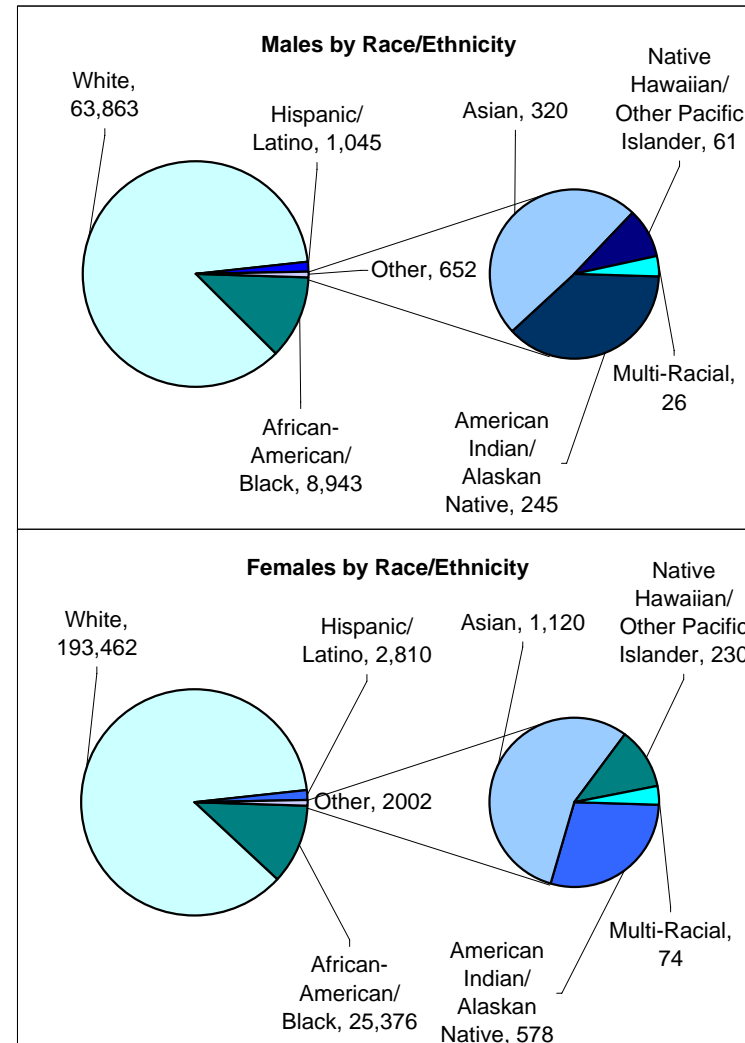 Males by Race/Ethnicity
White,
63,863
Hispanic/
Latino, 1,045
Asian, 320
Native
Hawaiian/
Other Pacific
Islander, 61
Other, 652
Multi-Racial,
26
African-
American/
Black, 8,943
American
Indian/
Alaskan
Native, 245
Females by Race/Ethnicity
White,
193,462
Hispanic/
Latino, 2,810
Asian, 1,120
Native
Hawaiian/
Other Pacific
Islander, 230
Other, 2002
Multi-Racial,
74
African-
American/
Black, 25,376
American
Indian/
Alaskan
Native, 578